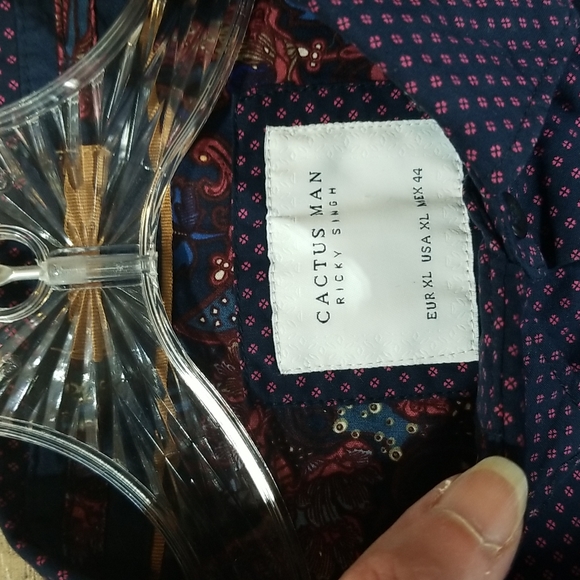 CACTUS MAN
RICKY SINGH
EUR XL USA XL MEX 44